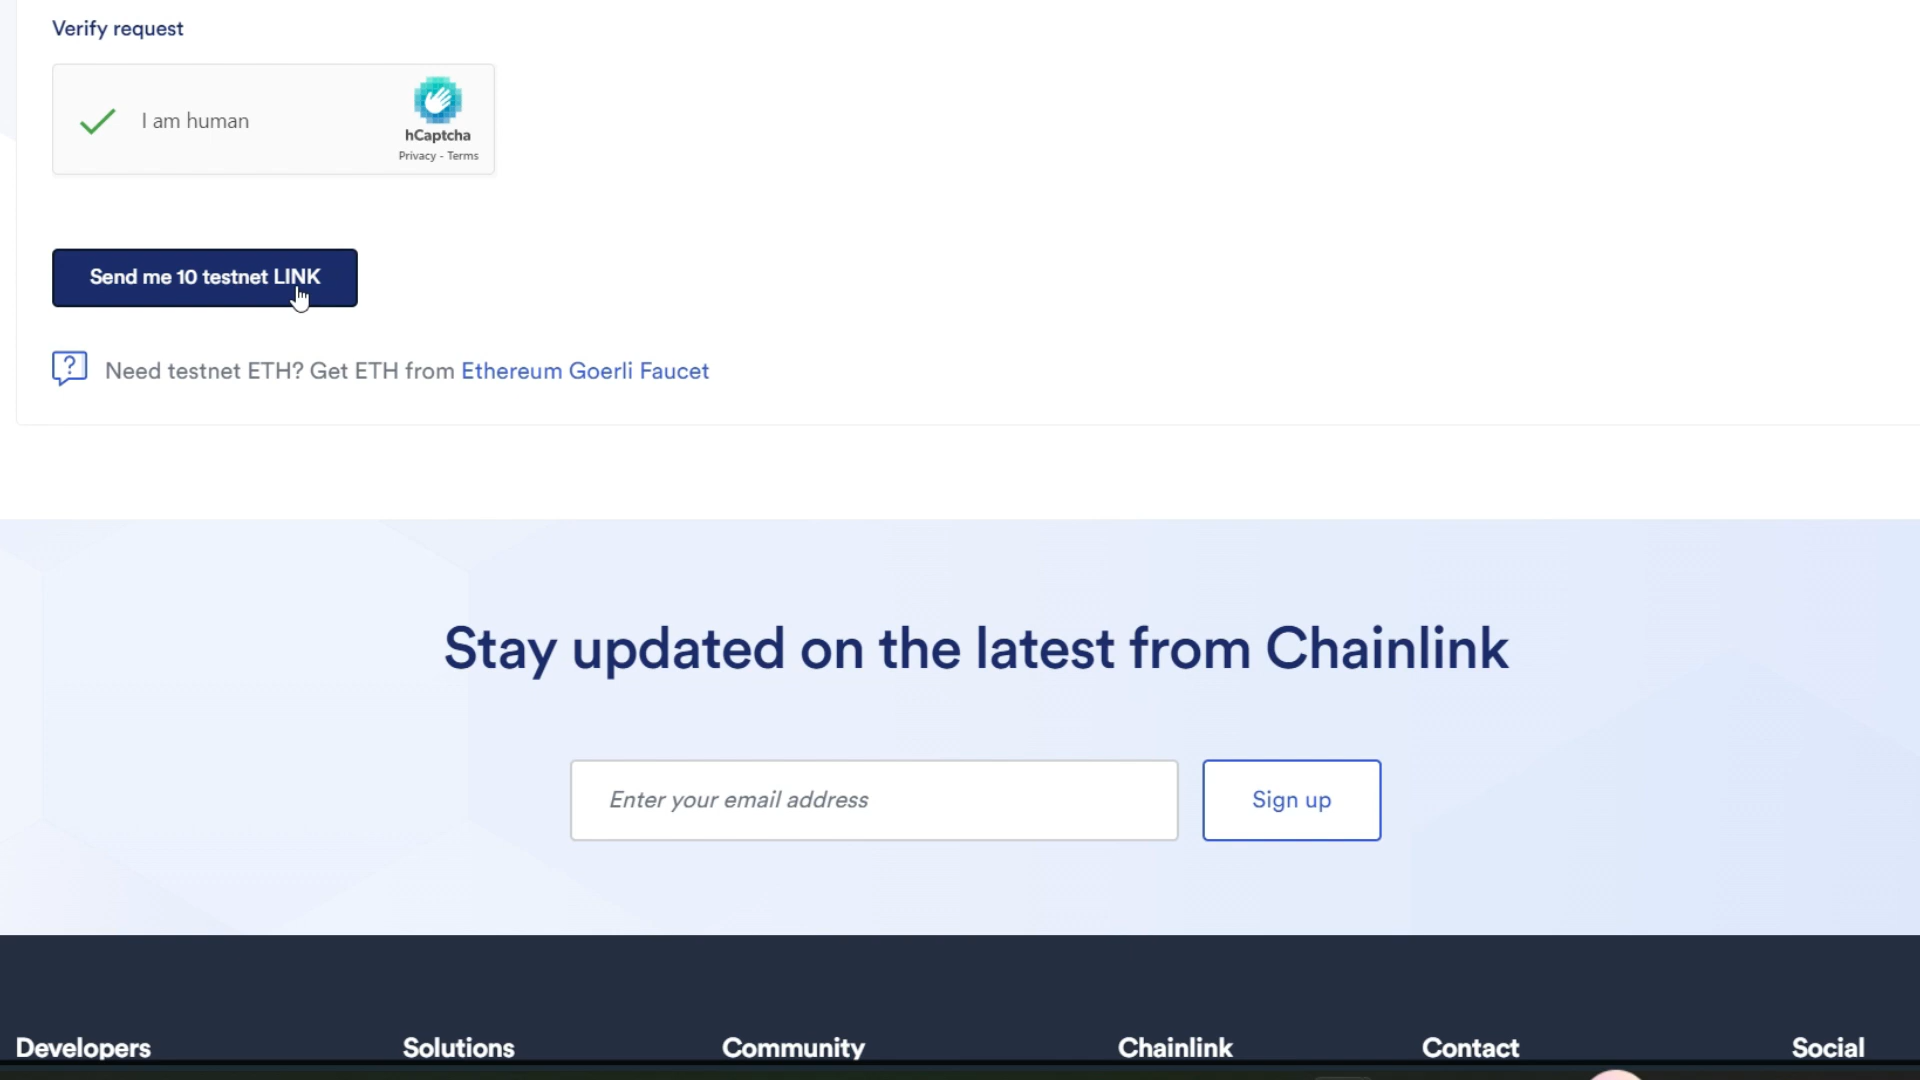 Verify request
I am human
hCaptcha
Privacy - Terms
Send me 10 testnet LINK
Need testnet ETH? Get ETH from Ethereum Goerli Faucet
Stay updated on the latest from Chainlink
Enter your email address
Sign up
Developers Solutions Community Chainlink Contact Social